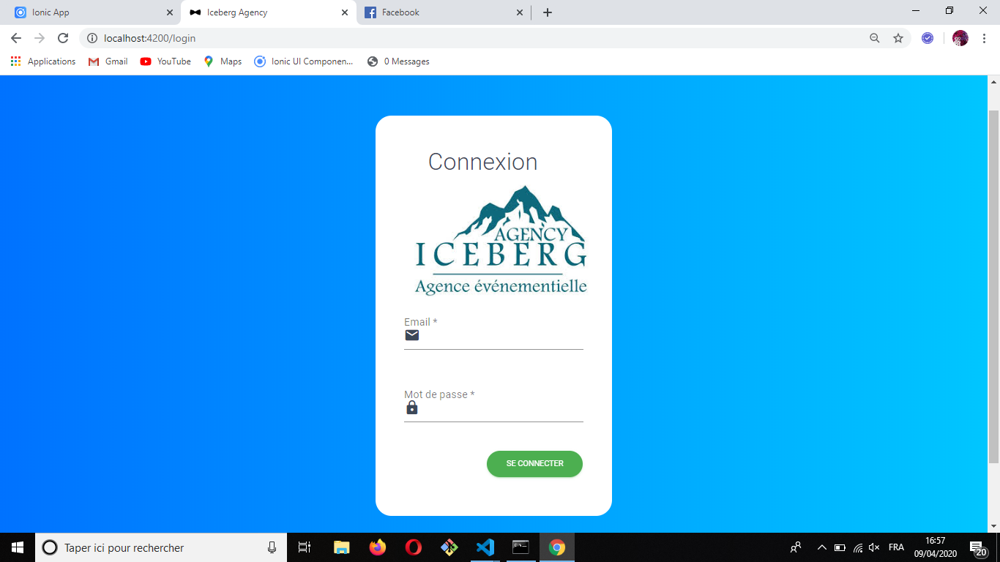 Ionic App
Iceberg Agency
Facebook
localhost:4200/login
Applications
Gmail
YouTube
Maps
Ionic UI Componen...
0 Messages
Connexion
AGENCY
ICEBERG
Agence événementielle
Email *
Mot de passe *
SE CONNECTER
Taper ici pour rechercher
FRA
16:57
09/04/2020
20